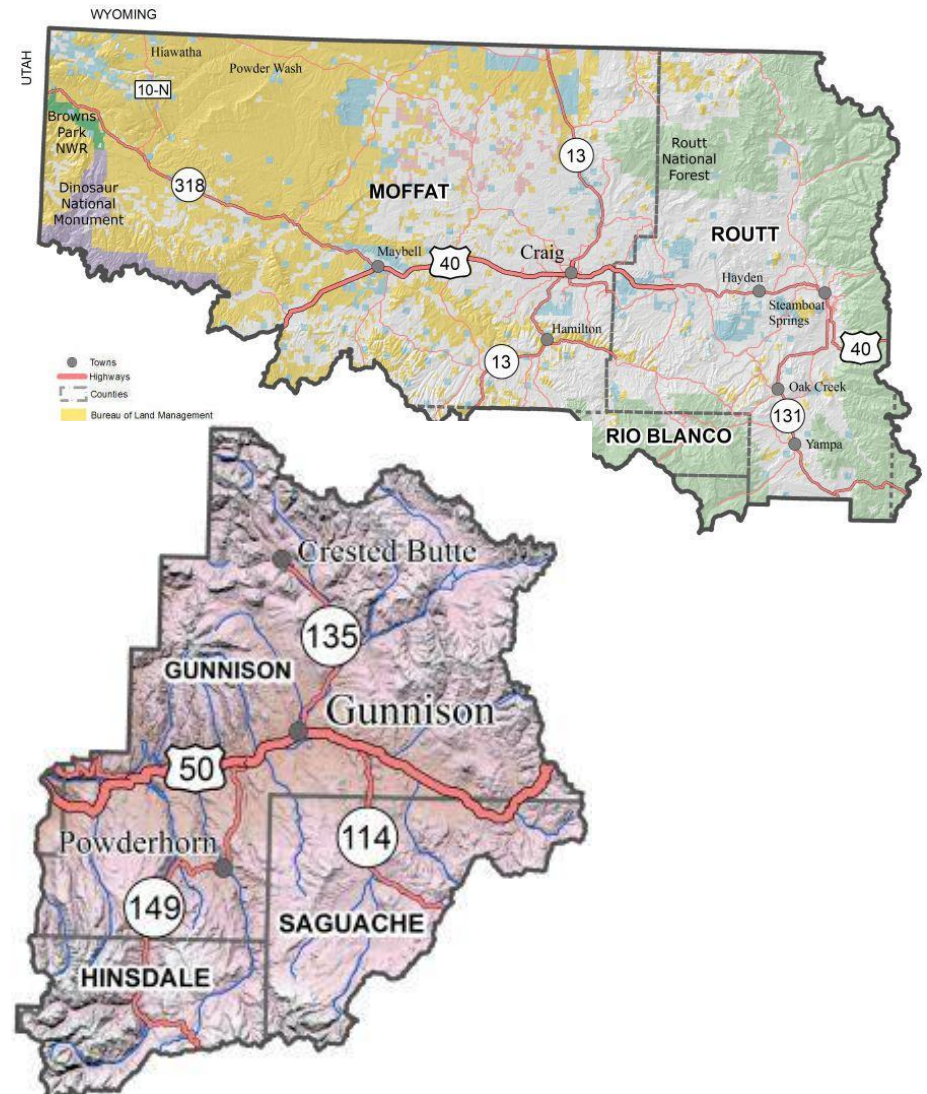 WYOMING
UTAH
Hiawatha
Powder Wash
10-N
Browns
Park
NWR
13
Routt
National
Forest
Dinosaur
National
Monument
318
MOFFAT
ROUTT
Maybell
40
Craig
Hayden
Steamboat
Springs
Hamilton
40
13
Towns
Highways
Counties
Bureau of Land Management
Oak Creek
131
RIO BLANCO
Yampa
Crested Butte
135
GUNNISON
Gunnison
50
Powderhorn
114
149
SAGUACHE
HINSDALE